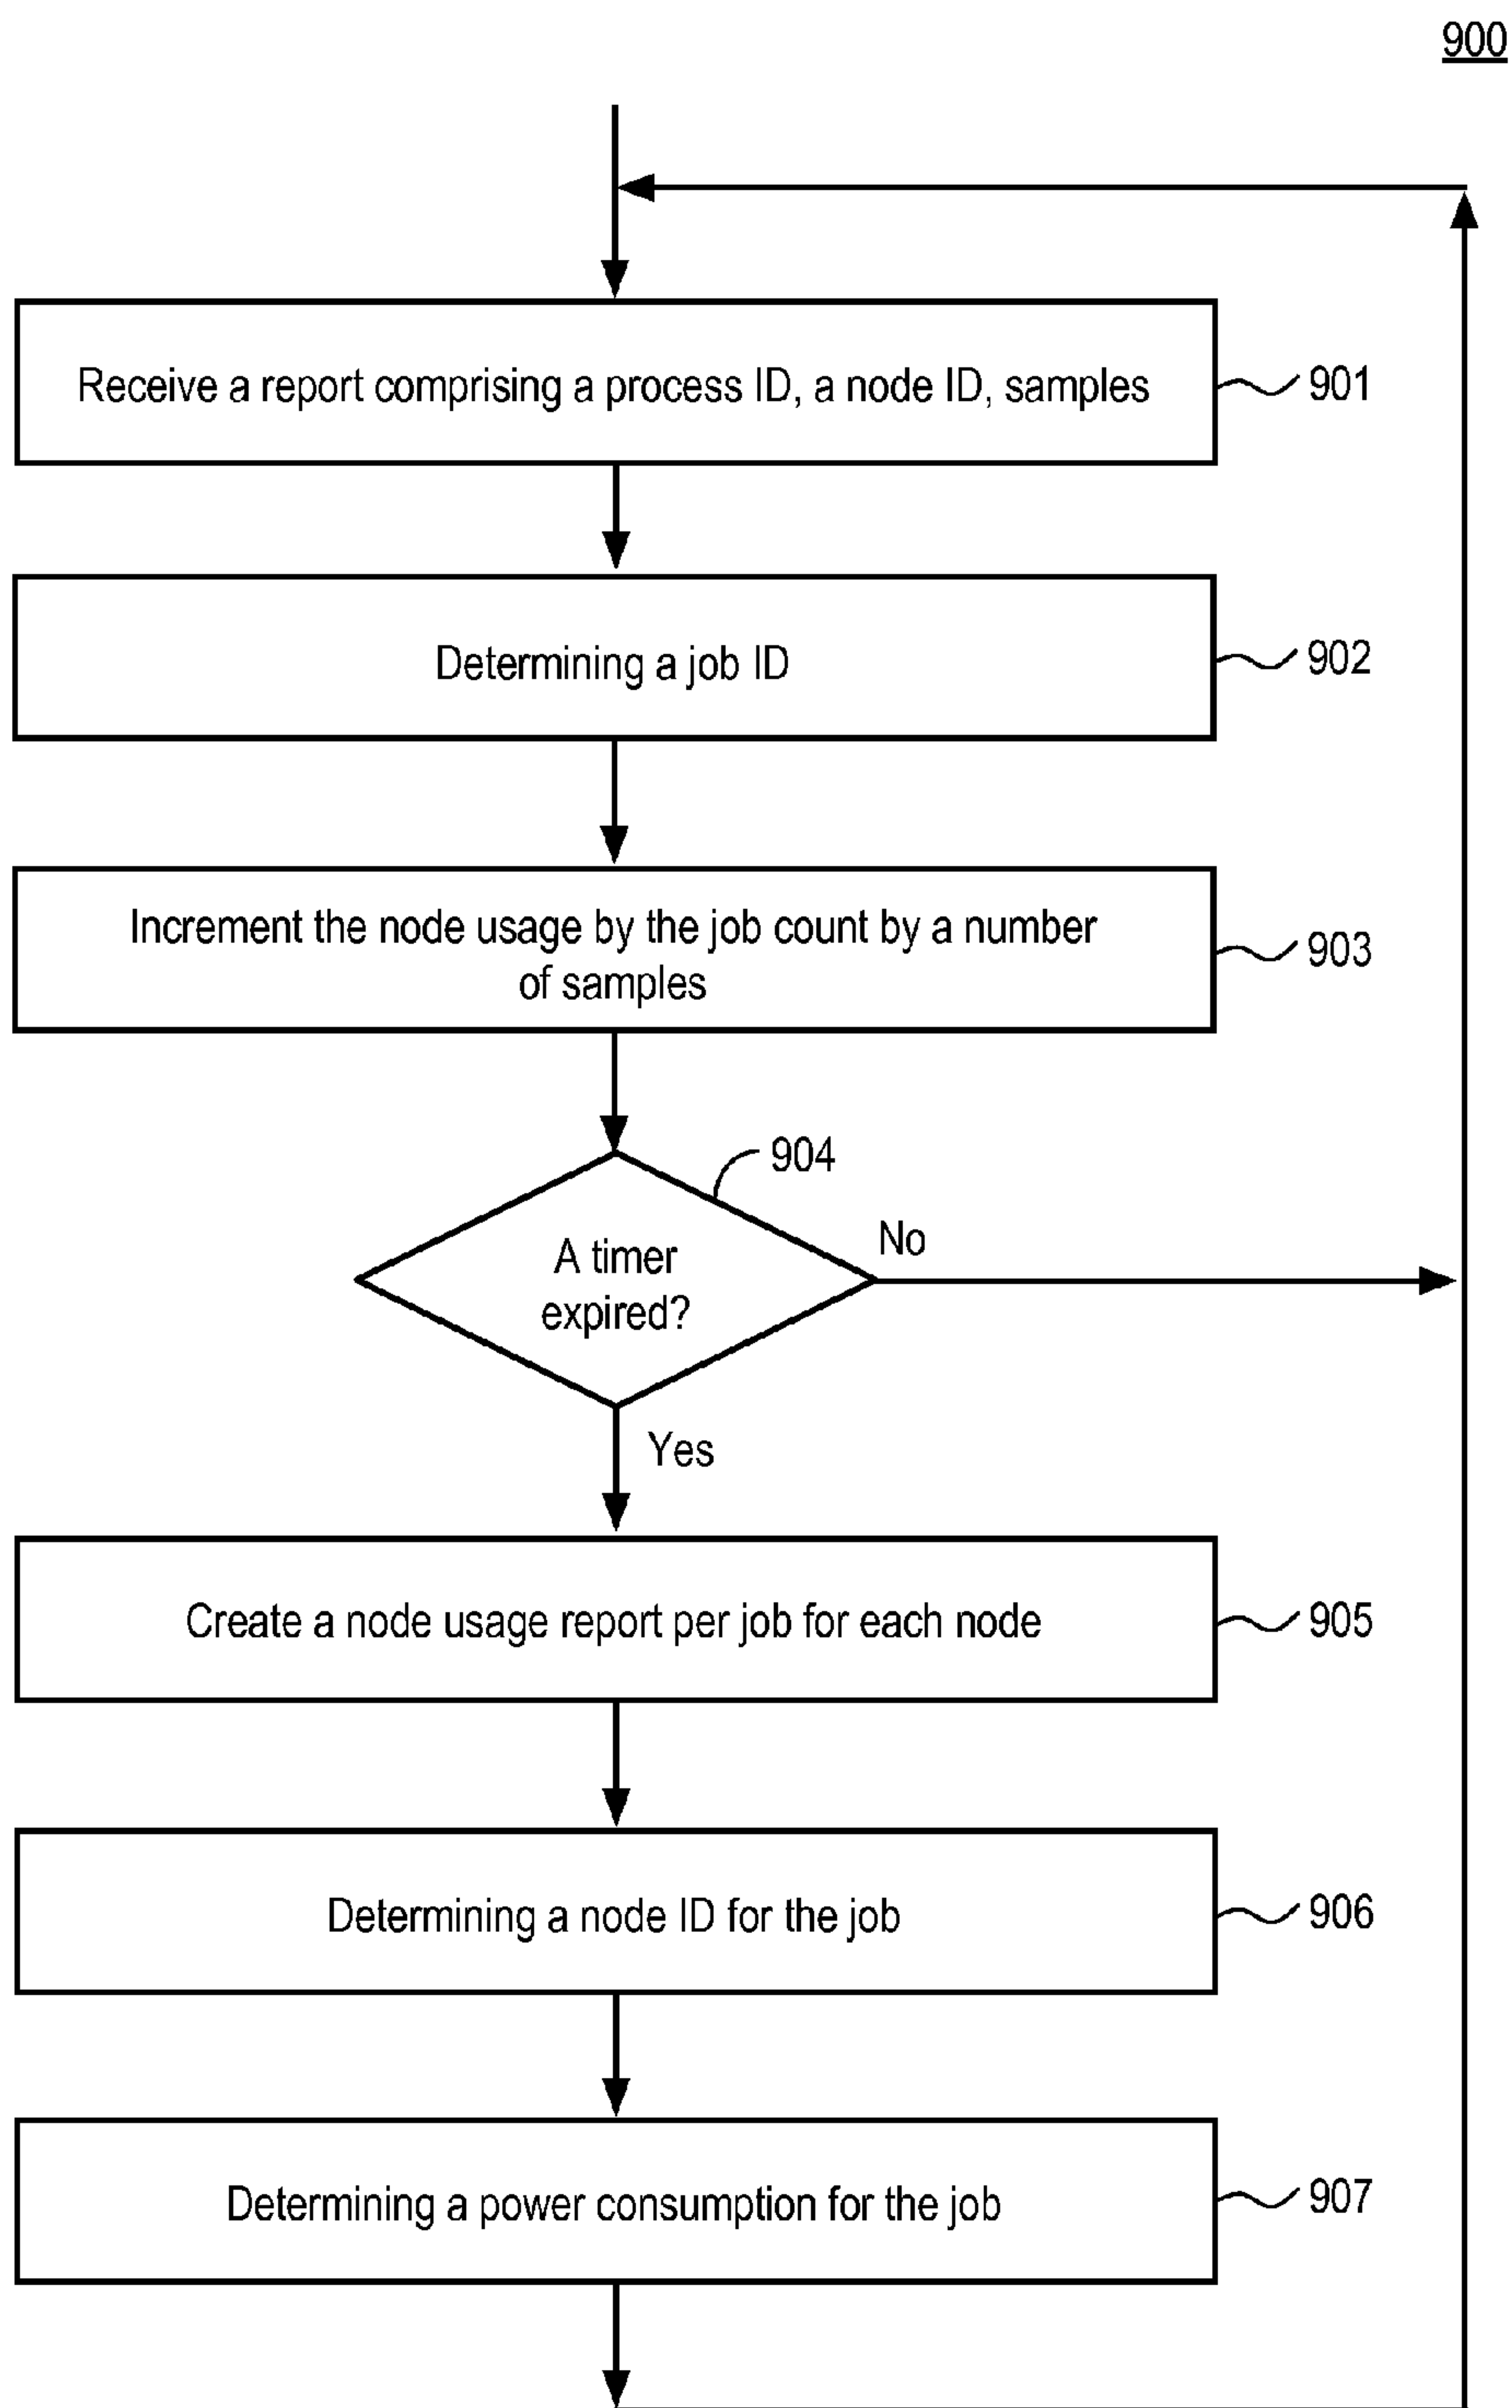 900
Receive a report comprising a process ID, a node ID, samples
901
Determining a job ID
902
Increment the node usage by the job count by a number
of samples
903
904
A timer
expired?
No
Yes
Create a node usage report per job for each node
905
Determining a node ID for the job
906
Determining a power consumption for the job
907